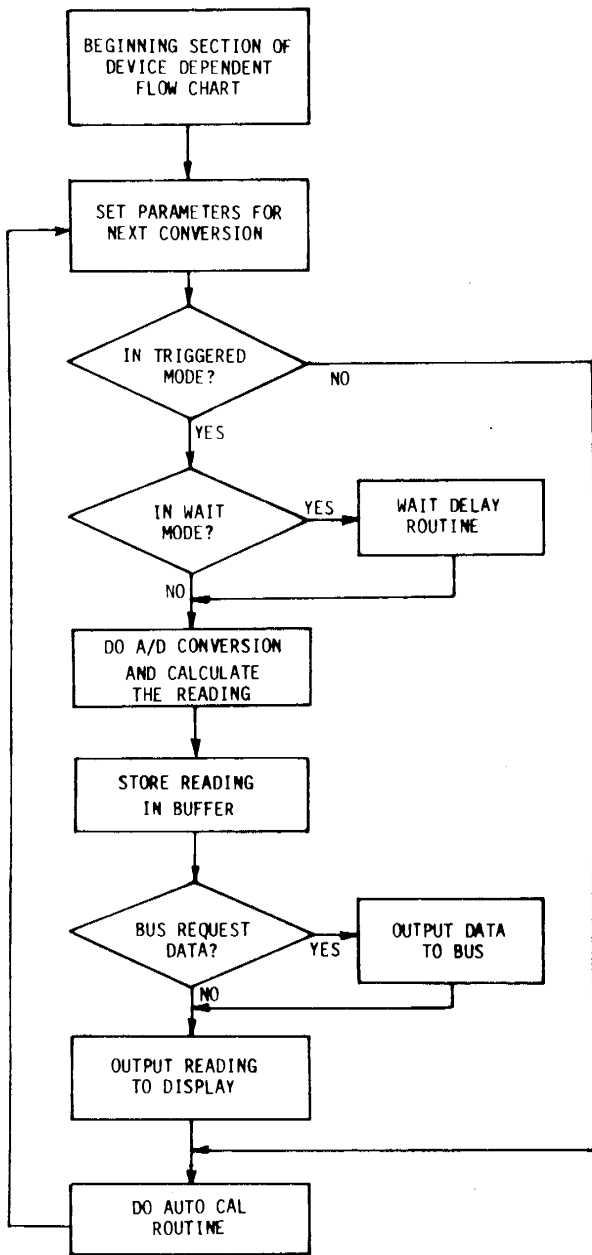 BEGINNING SECTION OF
DEVICE DEPENDENT
FLOW CHART
SET PARAMETERS FOR
NEXT CONVERSION
IN TRIGGERED
MODE?
NO
YES
IN WAIT
MODE?
YES
WAIT DELAY
ROUTINE
NO
DO A/D CONVERSION
AND CALCULATE
THE READING
STORE READING
IN BUFFER
BUS REQUEST
DATA?
YES
OUTPUT DATA
TO BUS
NO
OUTPUT READING
TO DISPLAY
DO AUTO CAL
ROUTINE